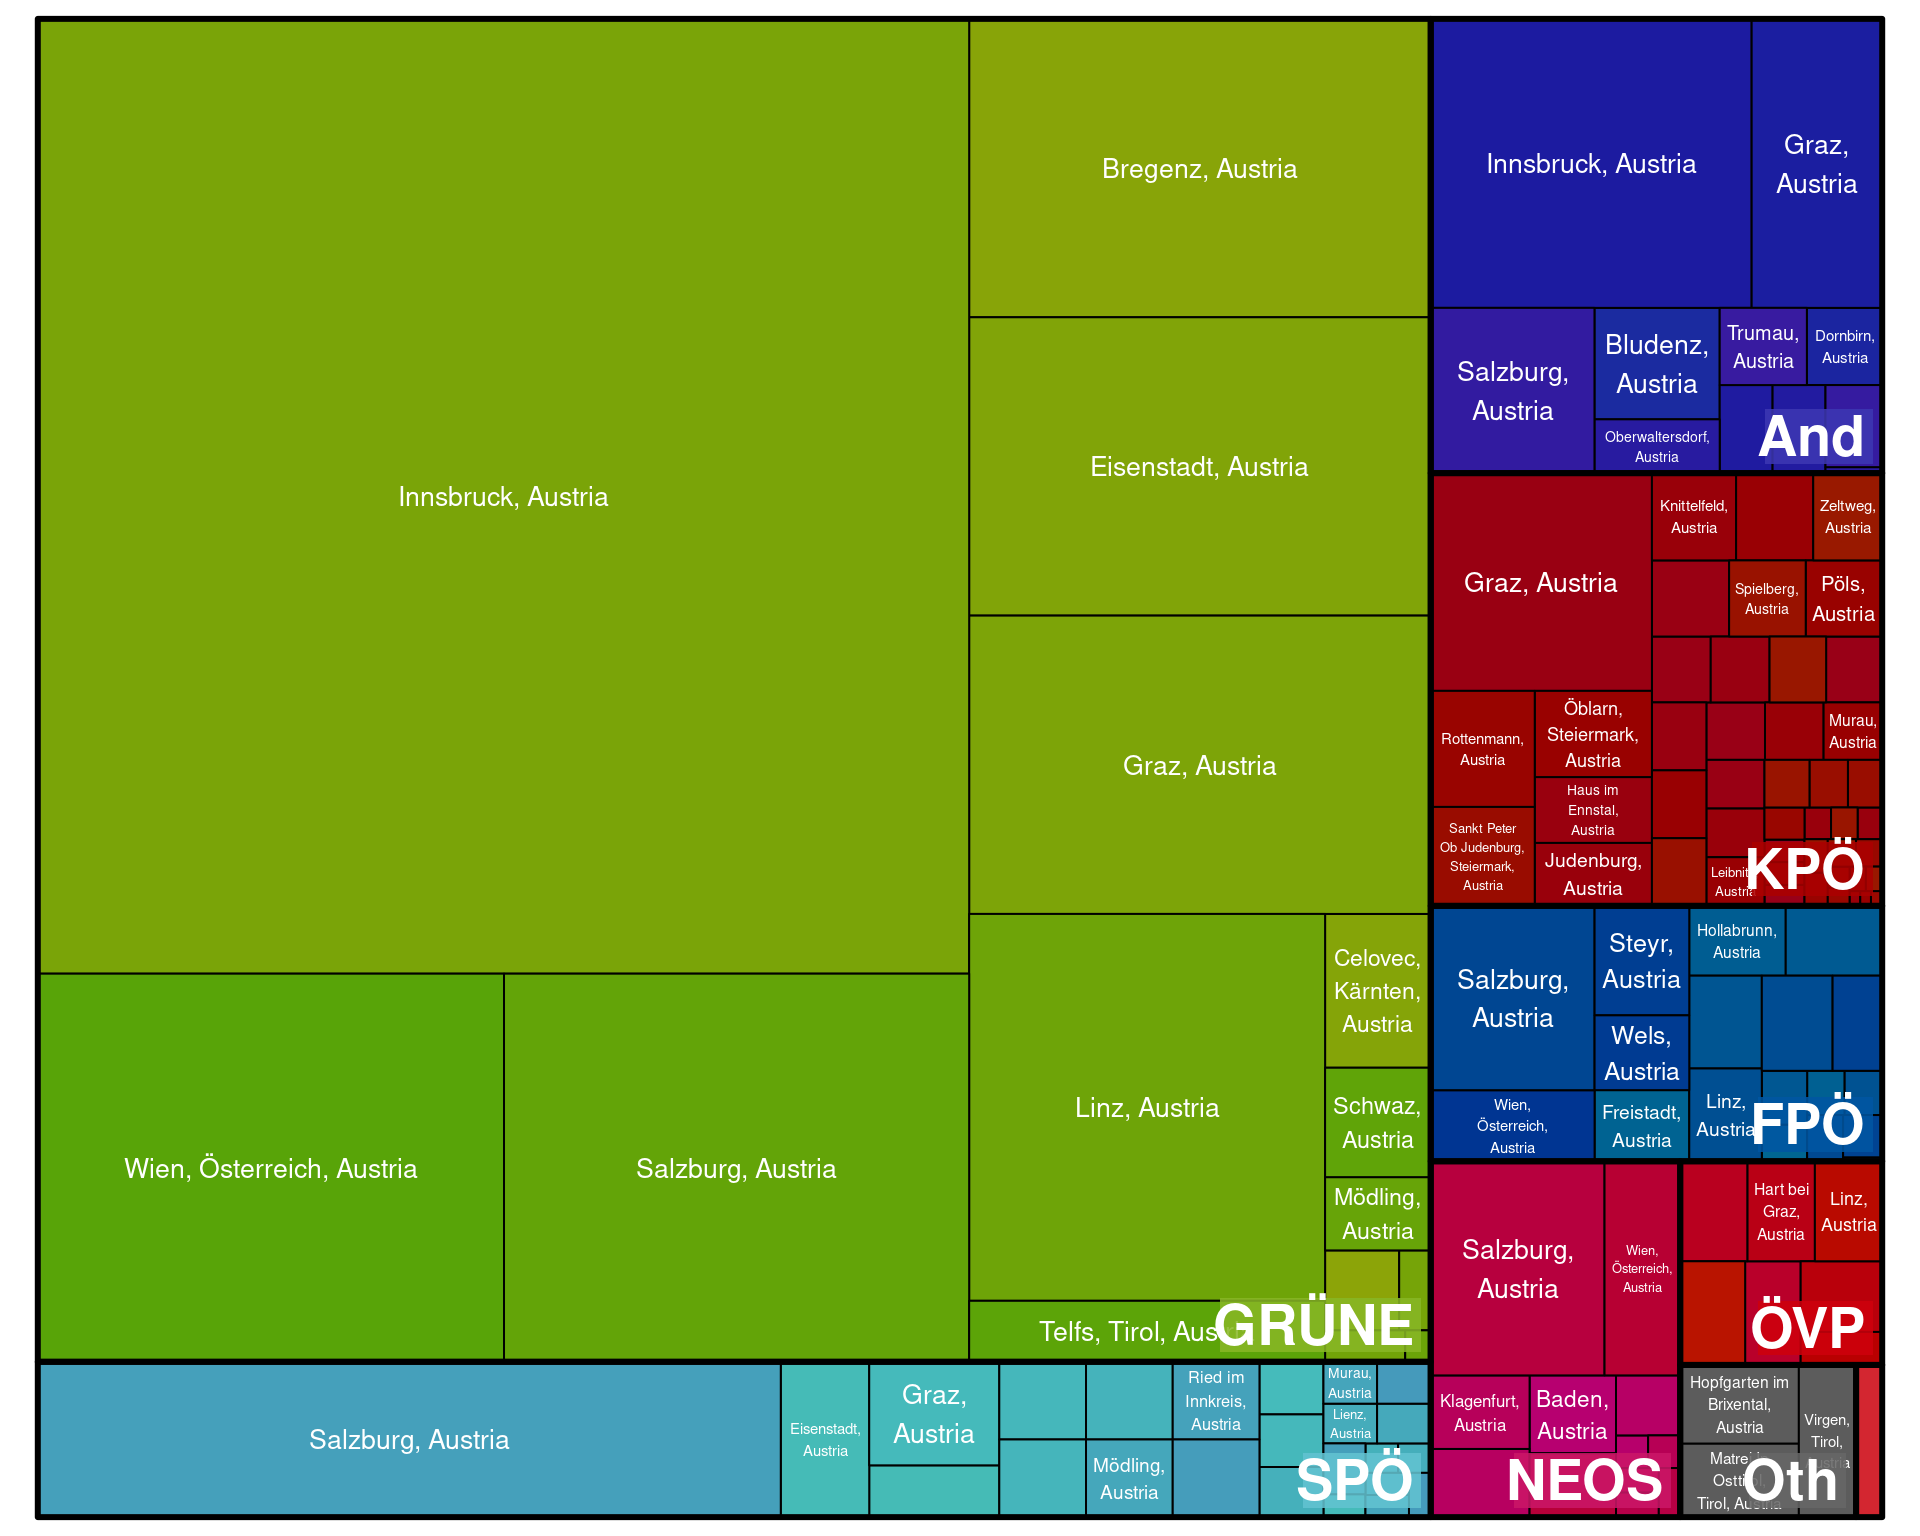 Innsbruck, Austria
Bregenz, Austria
Eisenstadt, Austria
Graz, Austria
Wien, Österreich, Austria
Salzburg, Austria
Linz, Austria
Celovec,
Kärnten,
Austria
Schwaz,
Austria
Mödling,
Austria
Telfs, Tirol,
GRÜNE
Salzburg, Austria
Eisenstadt,
Austria
Graz,
Austria
Mödling,
Austria
Ried im
Innkreis,
Austria
Murau,
Austria
Lienz,
Austria
SPÖ
Innsbruck, Austria
Graz,
Austria
Salzburg,
Austria
Bludenz,
Austria
Oberwaltersdorf,
Austria
Trumau,
Austria
Dornbirn,
Austria
And
Graz, Austria
Knittelfeld,
Austria
Zeltweg,
Austria
Spielberg,
Austria
Pöls,
Austria
Rottenmann,
Austria
Öblarn,
Steiermark,
Austria
Murau,
Austria
Sankt Peter
Ob Judenburg,
Steiermark,
Austria
Haus im
Ennstal,
Austria
Judenburg,
Austria
KPÖ
Salzburg,
Austria
Steyr,
Austria
Hollabrunn,
Austria
Wels,
Austria
Wien,
Österreich,
Austria
Freistadt,
Austria
Linz,
Austria
FPÖ
Salzburg,
Austria
Wien,
Österreich,
Austria
Klagenfurt,
Austria
Baden,
Austria
NEOS
Hart bei
Graz,
Austria
Linz,
Austria
ÖVP
Hopfgarten im
Brixental,
Austria
Virgen,
Tirol,
Tirol,
Oth